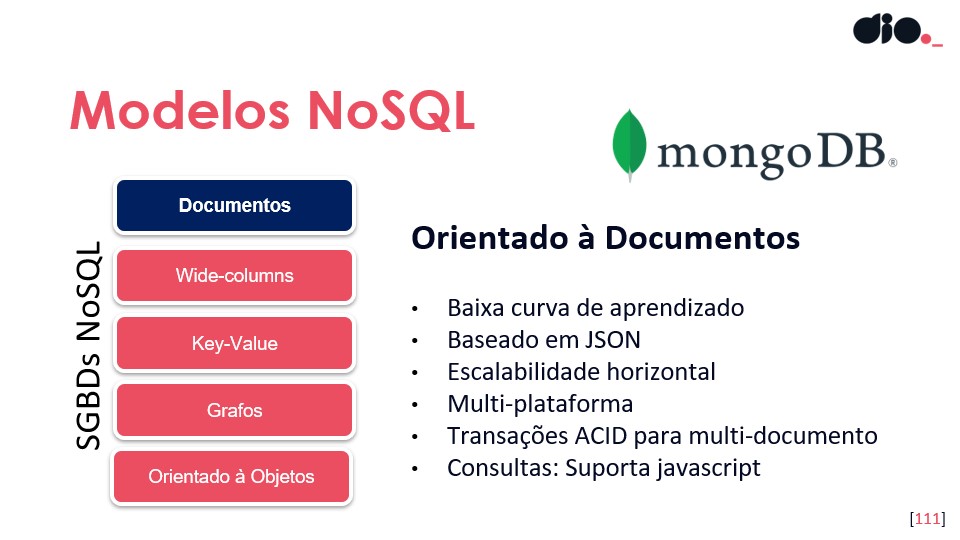 dio._
Modelos NoSQL
mongoDB®
SGBDs NoSQL
Documentos
Wide-columns
Key-Value
Grafos
Orientado à Objetos
Orientado à Documentos
• Baixa curva de aprendizado
• Baseado em JSON
• Escalabilidade horizontal
• Multi-plataforma
• Transações ACID para multi-documento
• Consultas: Suporta javascript
[111]